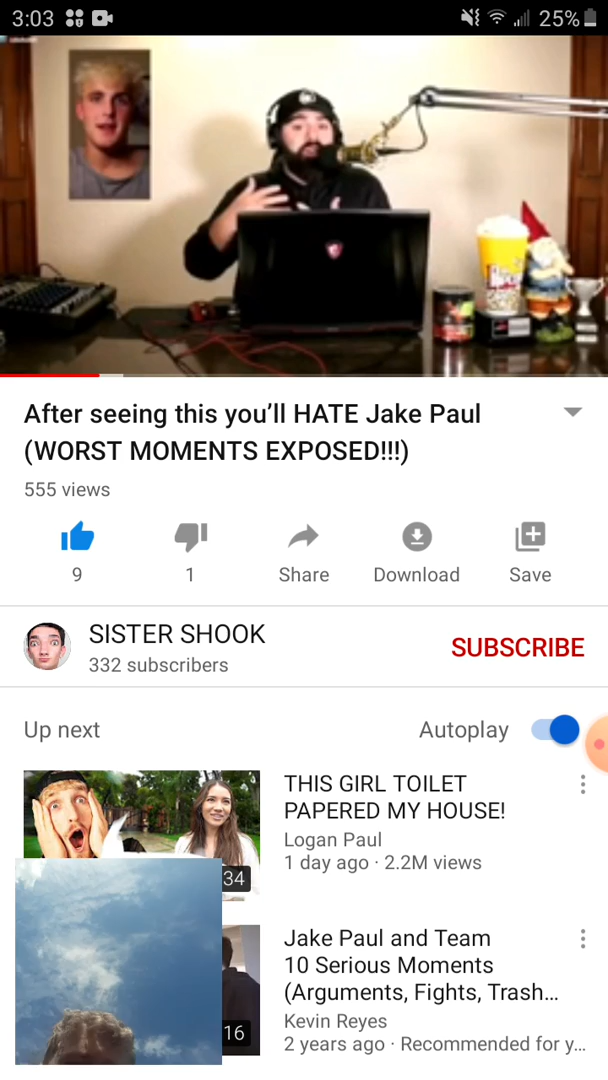 3:03 25%
After seeing this you'll HATE Jake Paul
(WORST MOMENTS EXPOSED!!!)
555 views
9 1 Share Download Save
SISTER SHOOK
332 subscribers
SUBSCRIBE
Up next Autoplay
THIS GIRL TOILET
PAPERED MY HOUSE!
Logan Paul
1 day ago · 2.2M views
34
Jake Paul and Team
10 Serious Moments
(Arguments, Fights, Trash...
Kevin Reyes
2 years ago · Recommended for y...
16